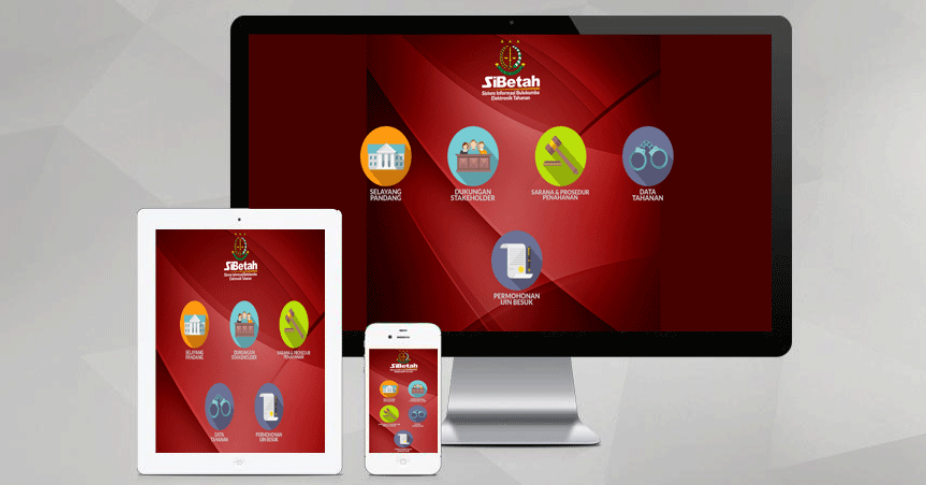 SiBetah
Sistem Informasi Bulukumba
Elektronik Tahanan
SELAYANG
PANDANG
DUKUNGAN
STAKEHOLDER
SARANA & PROSEDUR
PENAHANAN
DATA
TAHANAN
PERMOHONAN
IJIN BESUK
SiBetah
SELAYANG
PANDANG
DUKUNGAN
STAKEHOLDER
SARANA & PROSEDUR
PENAHANAN
DATA
TAHANAN
PERMOHONAN
IJIN BESUK
SiBetah